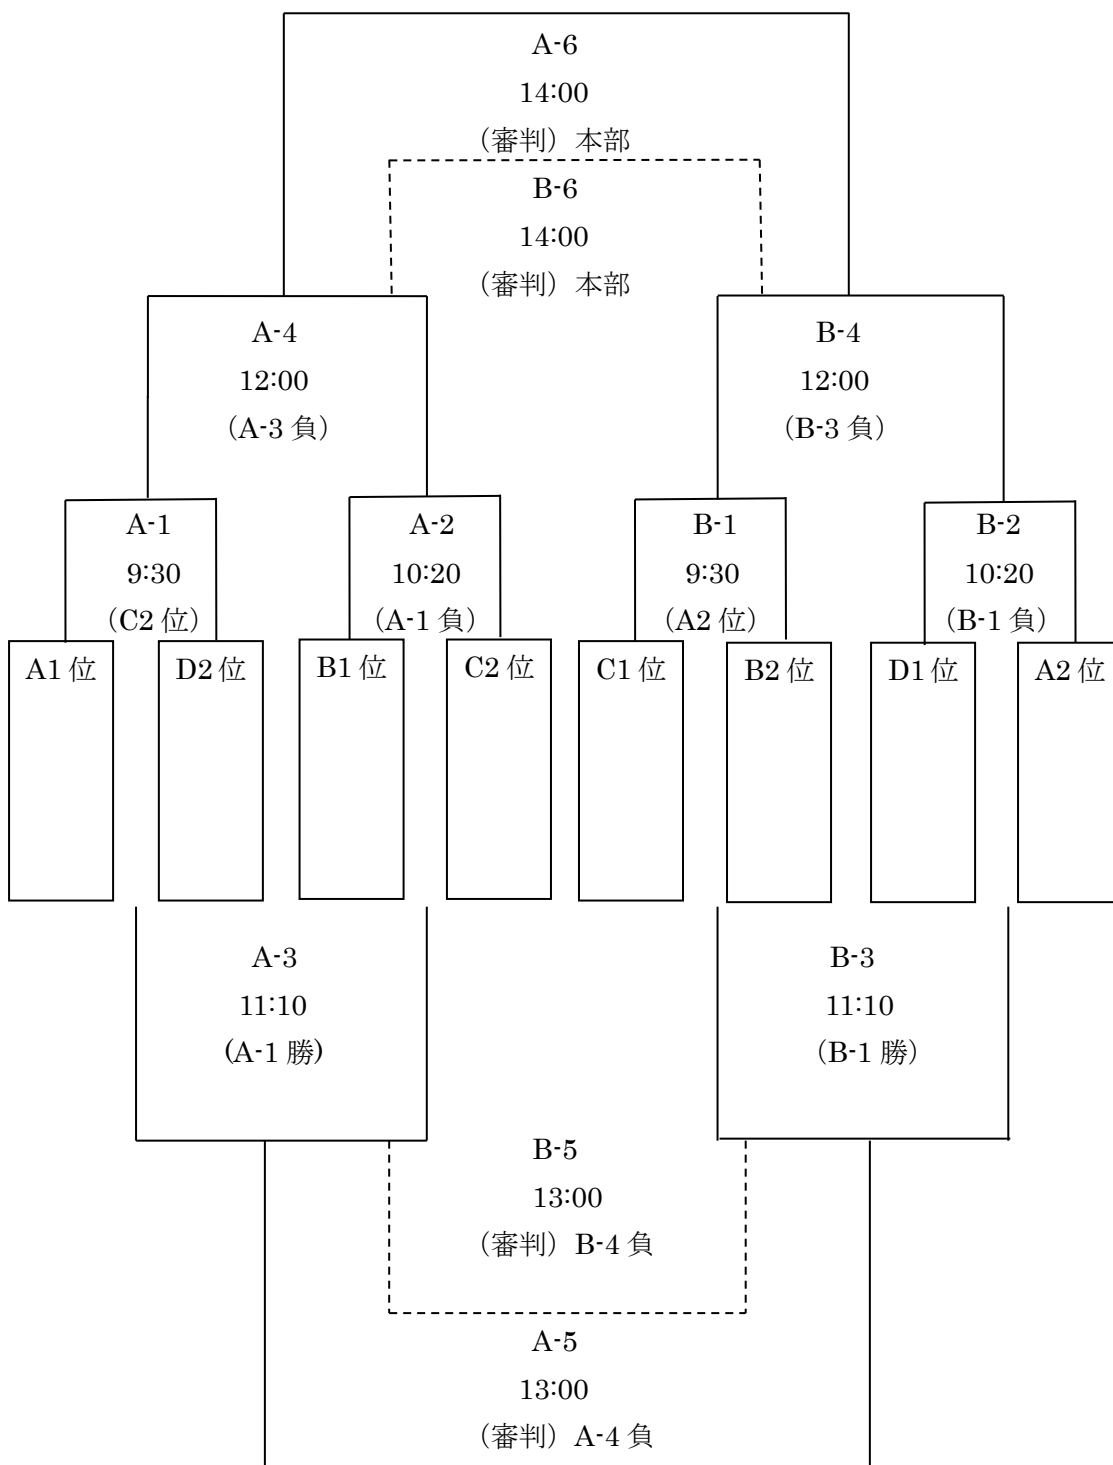 A-6
14:00
（審判）本部
B-6
14:00
（審判）本部
A-4
12:00
（A-3 負）
B-4
12:00
（B-3 負）
A-1
9:30
（C2 位）
A-2
10:20
（A-1 負）
B-1
9:30
（A2 位）
B-2
10:20
（B-1 負）
A1 位
D2 位
B1 位
C2 位
C1 位
B2 位
D1 位
A2 位
A-3
11:10
(A-1 勝)
B-3
11:10
（B-1 勝）
B-5
13:00
（審判）B-4 負
A-5
13:00
（審判）A-4 負